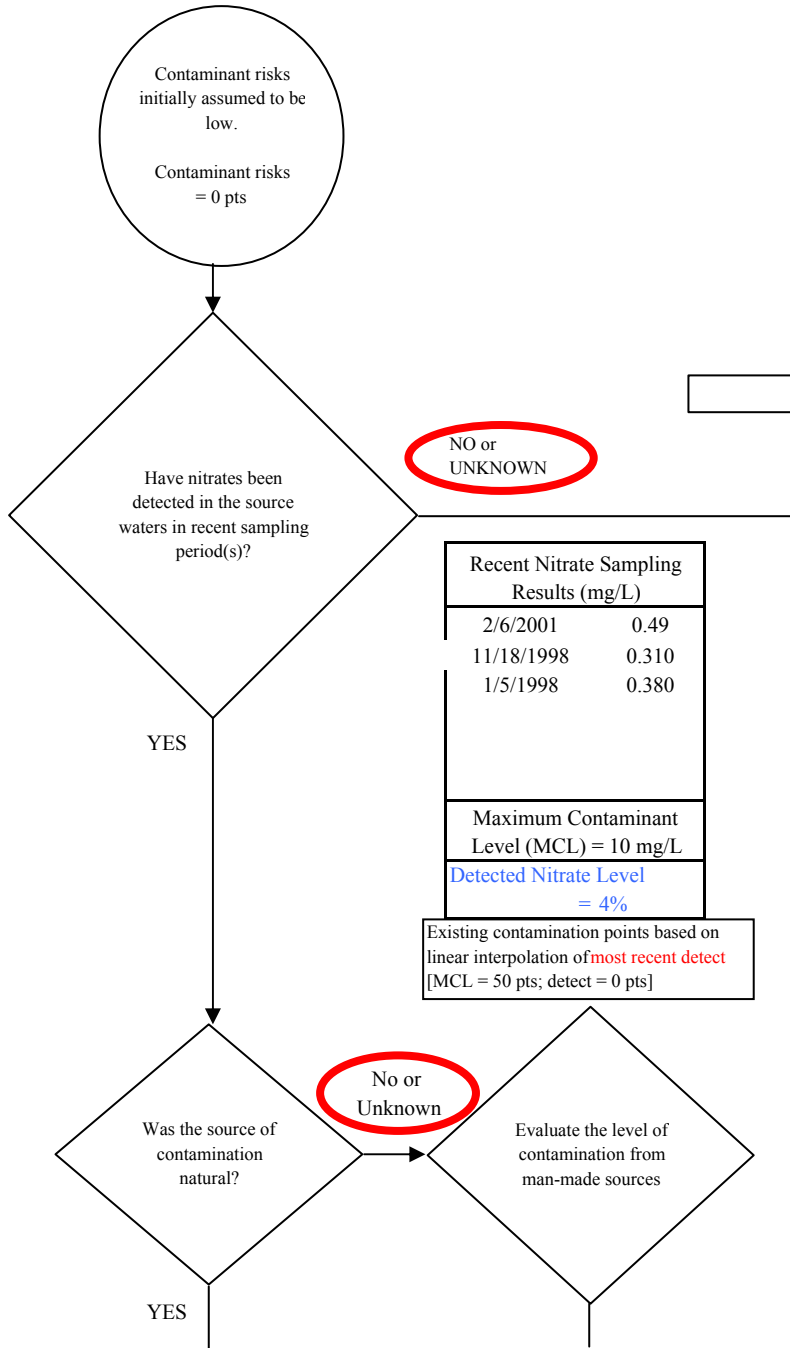 Contaminant risks
initially assumed to be
low.
Contaminant risks
= 0 pts
NO or
UNKNOWN
Have nitrates been
detected in the source
waters in recent sampling
period(s)?
Recent Nitrate Sampling
Results (mg/L)
2/6/2001 0.49
11/18/1998 0.310
1/5/1998 0.380
YES
Maximum Contaminant
Level (MCL) = 10 mg/L
Detected Nitrate Level
= 4%
Existing contamination points based on
linear interpolation of most recent detect
[MCL = 50 pts; detect = 0 pts]
No or
Unknown
Was the source of
contamination
natural?
Evaluate the level of
contamination from
man-made sources
YES